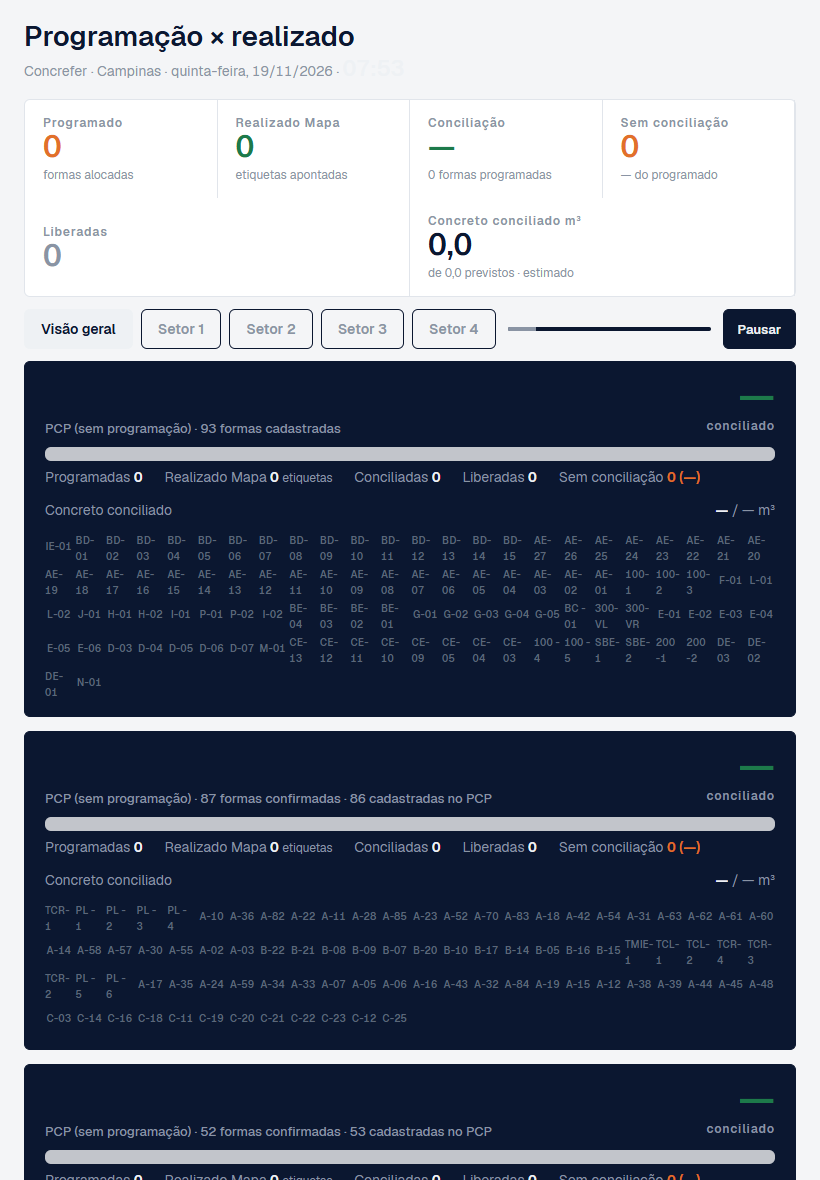 Programação × realizado
Concrefer · Campinas · quinta-feira, 19/11/2026 · 07:53
Programado
0
formas alocadas
Realizado Mapa
0
etiquetas apontadas
Conciliação
—
0 formas programadas
Sem conciliação
0
— do programado
Liberadas
0
Concreto conciliado m³
0,0
de 0,0 previstos · estimado
Visão geral Setor 1 Setor 2 Setor 3 Setor 4 Pausar
—
PCP (sem programação) · 93 formas cadastradas conciliado
Programadas 0 Realizado Mapa 0 etiquetas Conciliadas 0 Liberadas 0 Sem conciliação 0 (—)
Concreto conciliado — / — m³
IE-01 BD-01 BD-02 BD-03 BD-04 BD-05 BD-06 BD-07 BD-08 BD-09 BD-10 BD-11 BD-12 BD-13 BD-14 BD-15 AE-27 AE-26 AE-25 AE-24 AE-23 AE-22 AE-21 AE-20
AE-19 AE-18 AE-17 AE-16 AE-15 AE-14 AE-13 AE-12 AE-11 AE-10 AE-09 AE-08 AE-07 AE-06 AE-05 AE-04 AE-03 AE-02 AE-01 100-1 100-2 100-3 F-01 L-01
L-02 J-01 H-01 H-02 I-01 P-01 P-02 I-02 BE-04 BE-03 BE-02 BE-01 G-01 G-02 G-03 G-04 G-05 BC-01 300-VL 300-VR E-01 E-02 E-03 E-04
E-05 E-06 D-03 D-04 D-05 D-06 D-07 M-01 CE-13 CE-12 CE-11 CE-10 CE-09 CE-05 CE-04 CE-03 100-4 100-5 SBE-1 SBE-2 200-1 200-2 DE-03 DE-02
DE-01 N-01
—
PCP (sem programação) · 87 formas confirmadas · 86 cadastradas no PCP conciliado
Programadas 0 Realizado Mapa 0 etiquetas Conciliadas 0 Liberadas 0 Sem conciliação 0 (—)
Concreto conciliado — / — m³
TCR-1 PL-1 PL-2 PL-3 PL-4 A-10 A-36 A-82 A-22 A-11 A-28 A-85 A-23 A-52 A-70 A-83 A-18 A-42 A-54 A-31 A-63 A-62 A-61 A-60
A-14 A-58 A-57 A-30 A-55 A-02 A-03 B-22 B-21 B-08 B-09 B-07 B-20 B-10 B-17 B-14 B-05 B-16 B-15 TMIE-1 TCL-1 TCL-2 TCR-4 TCR-3
TCR-2 PL-5 PL-6 A-17 A-35 A-24 A-59 A-34 A-33 A-07 A-05 A-06 A-16 A-43 A-32 A-84 A-19 A-15 A-12 A-38 A-39 A-44 A-45 A-48
C-03 C-14 C-16 C-18 C-11 C-19 C-20 C-21 C-22 C-23 C-12 C-25
—
PCP (sem programação) · 52 formas confirmadas · 53 cadastradas no PCP conciliado
Programadas 0 Realizado Mapa 0 etiquetas Conciliadas 0 Liberadas 0 Sem conciliação 0 (—)